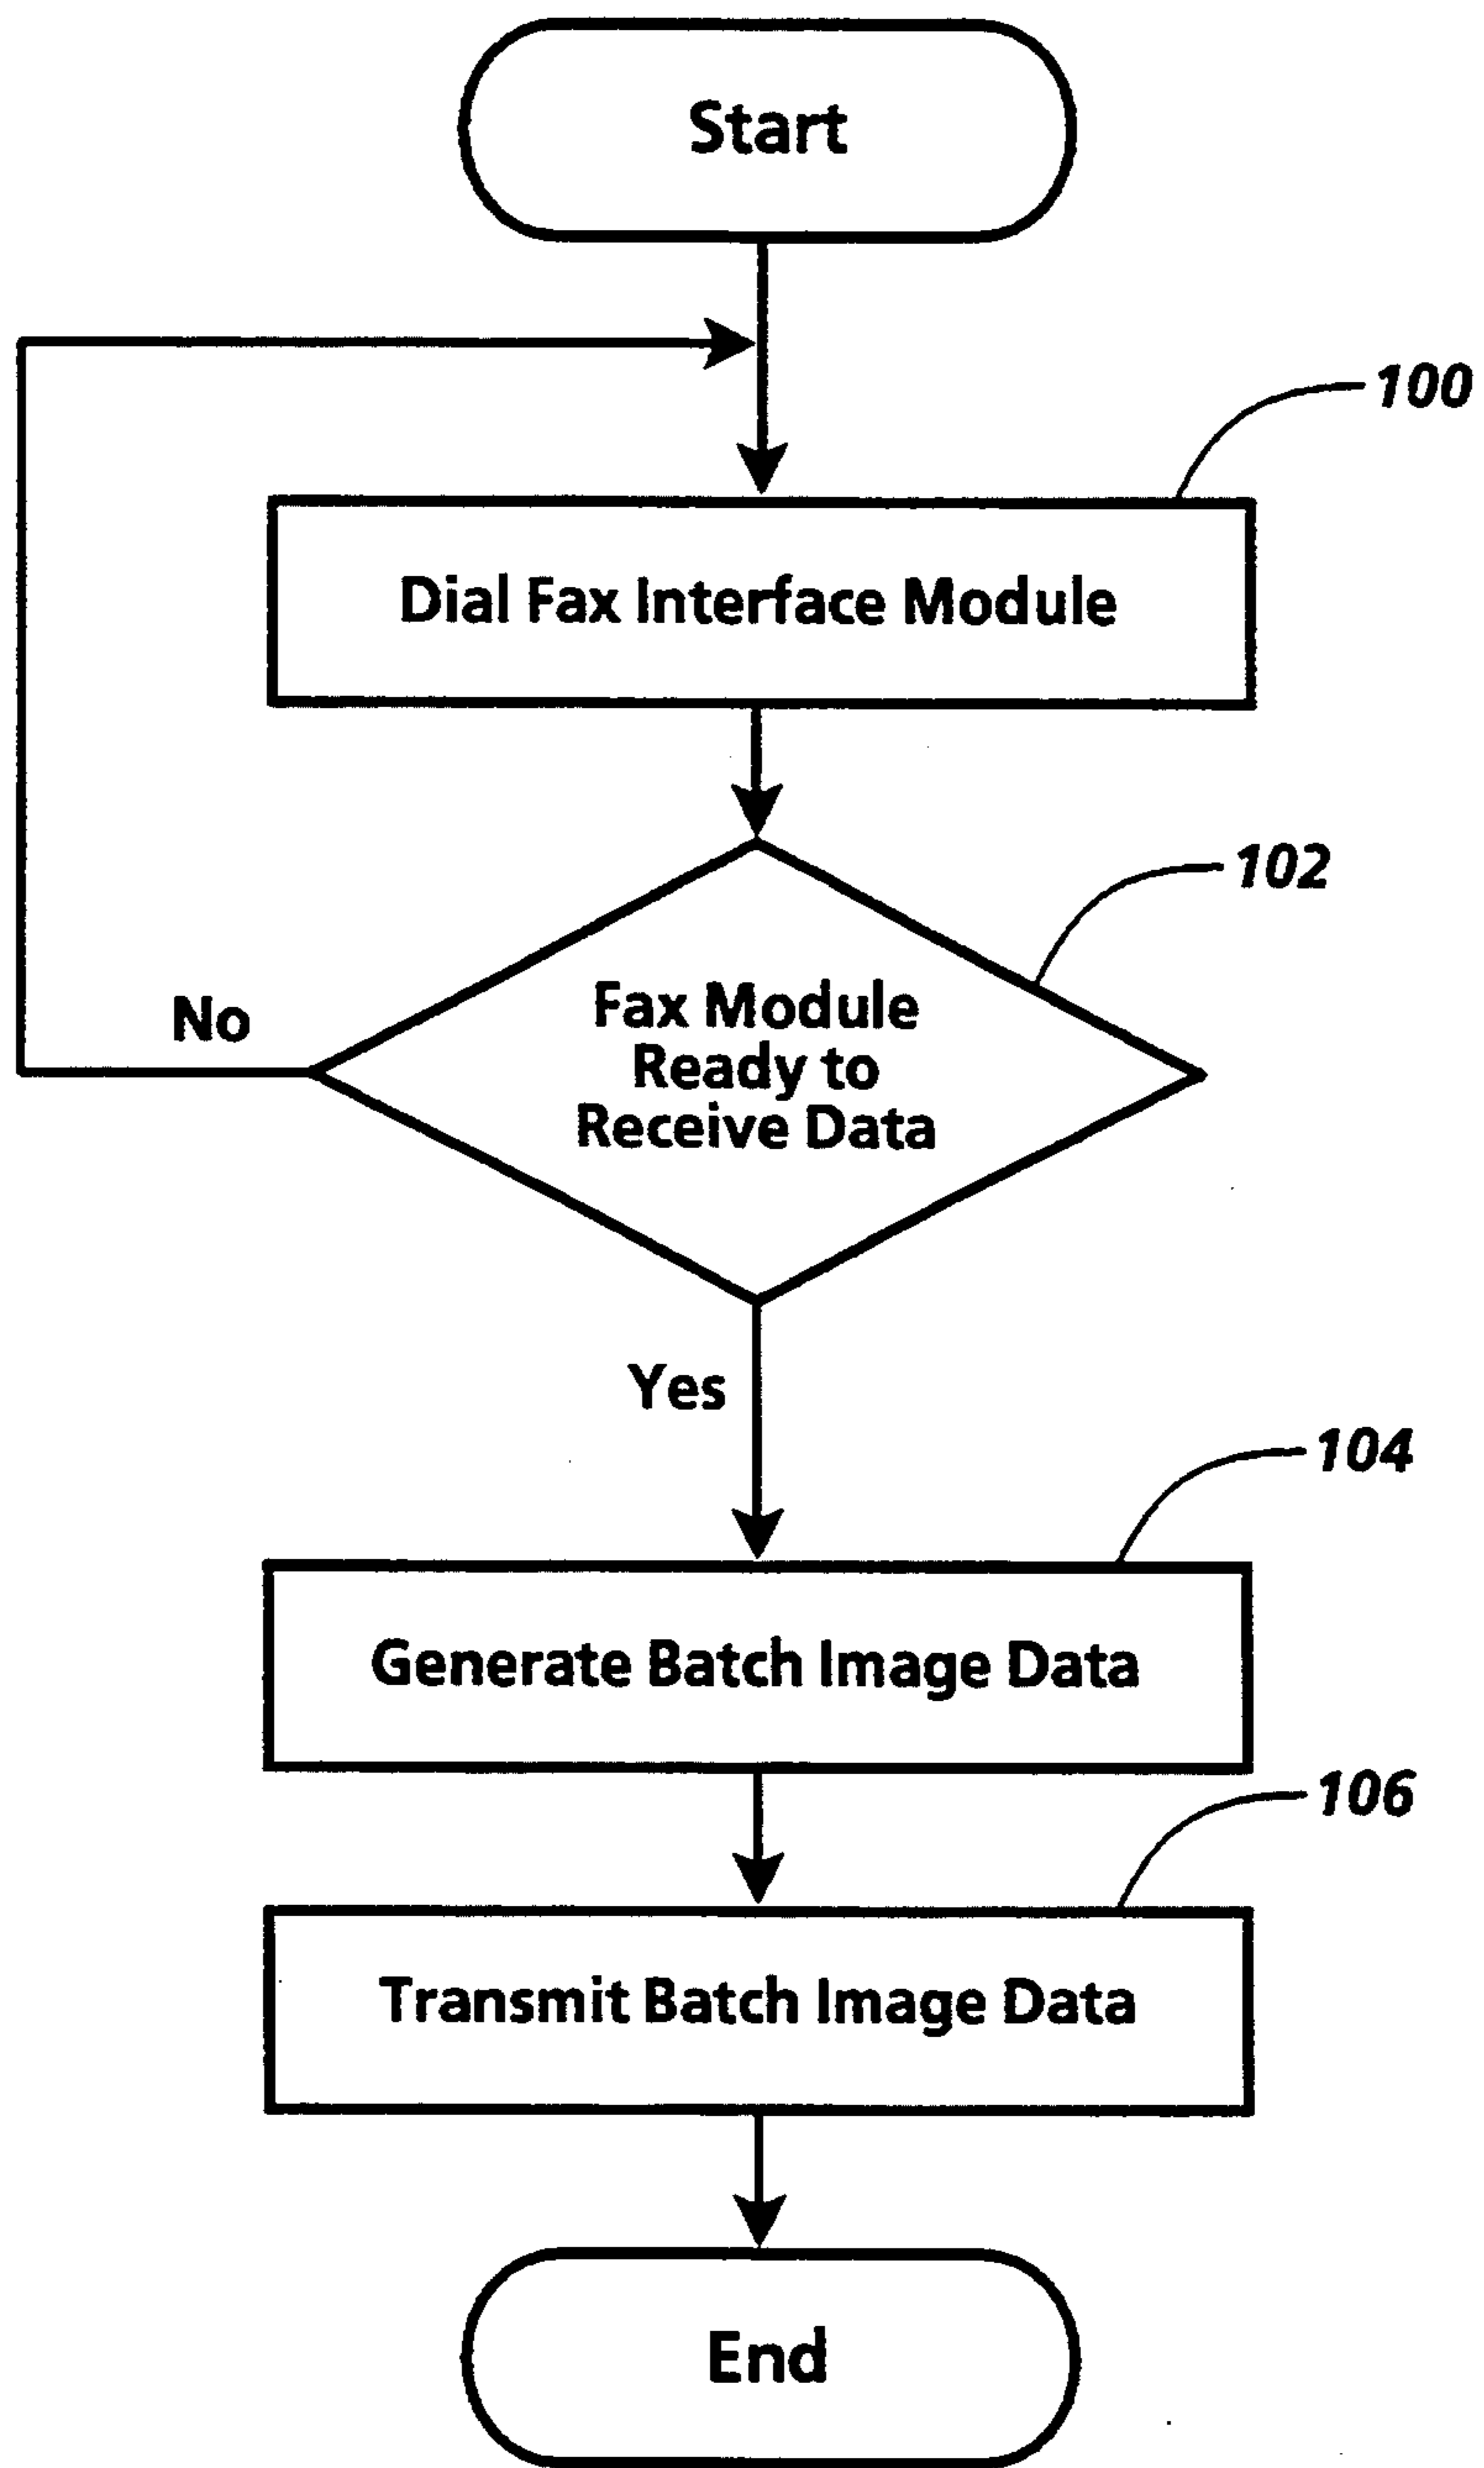 Start
100
Dial Fax Interface Module
102
Fax Module
Ready to
Receive Data
No
Yes
104
Generate Batch Image Data
106
Transmit Batch Image Data
End